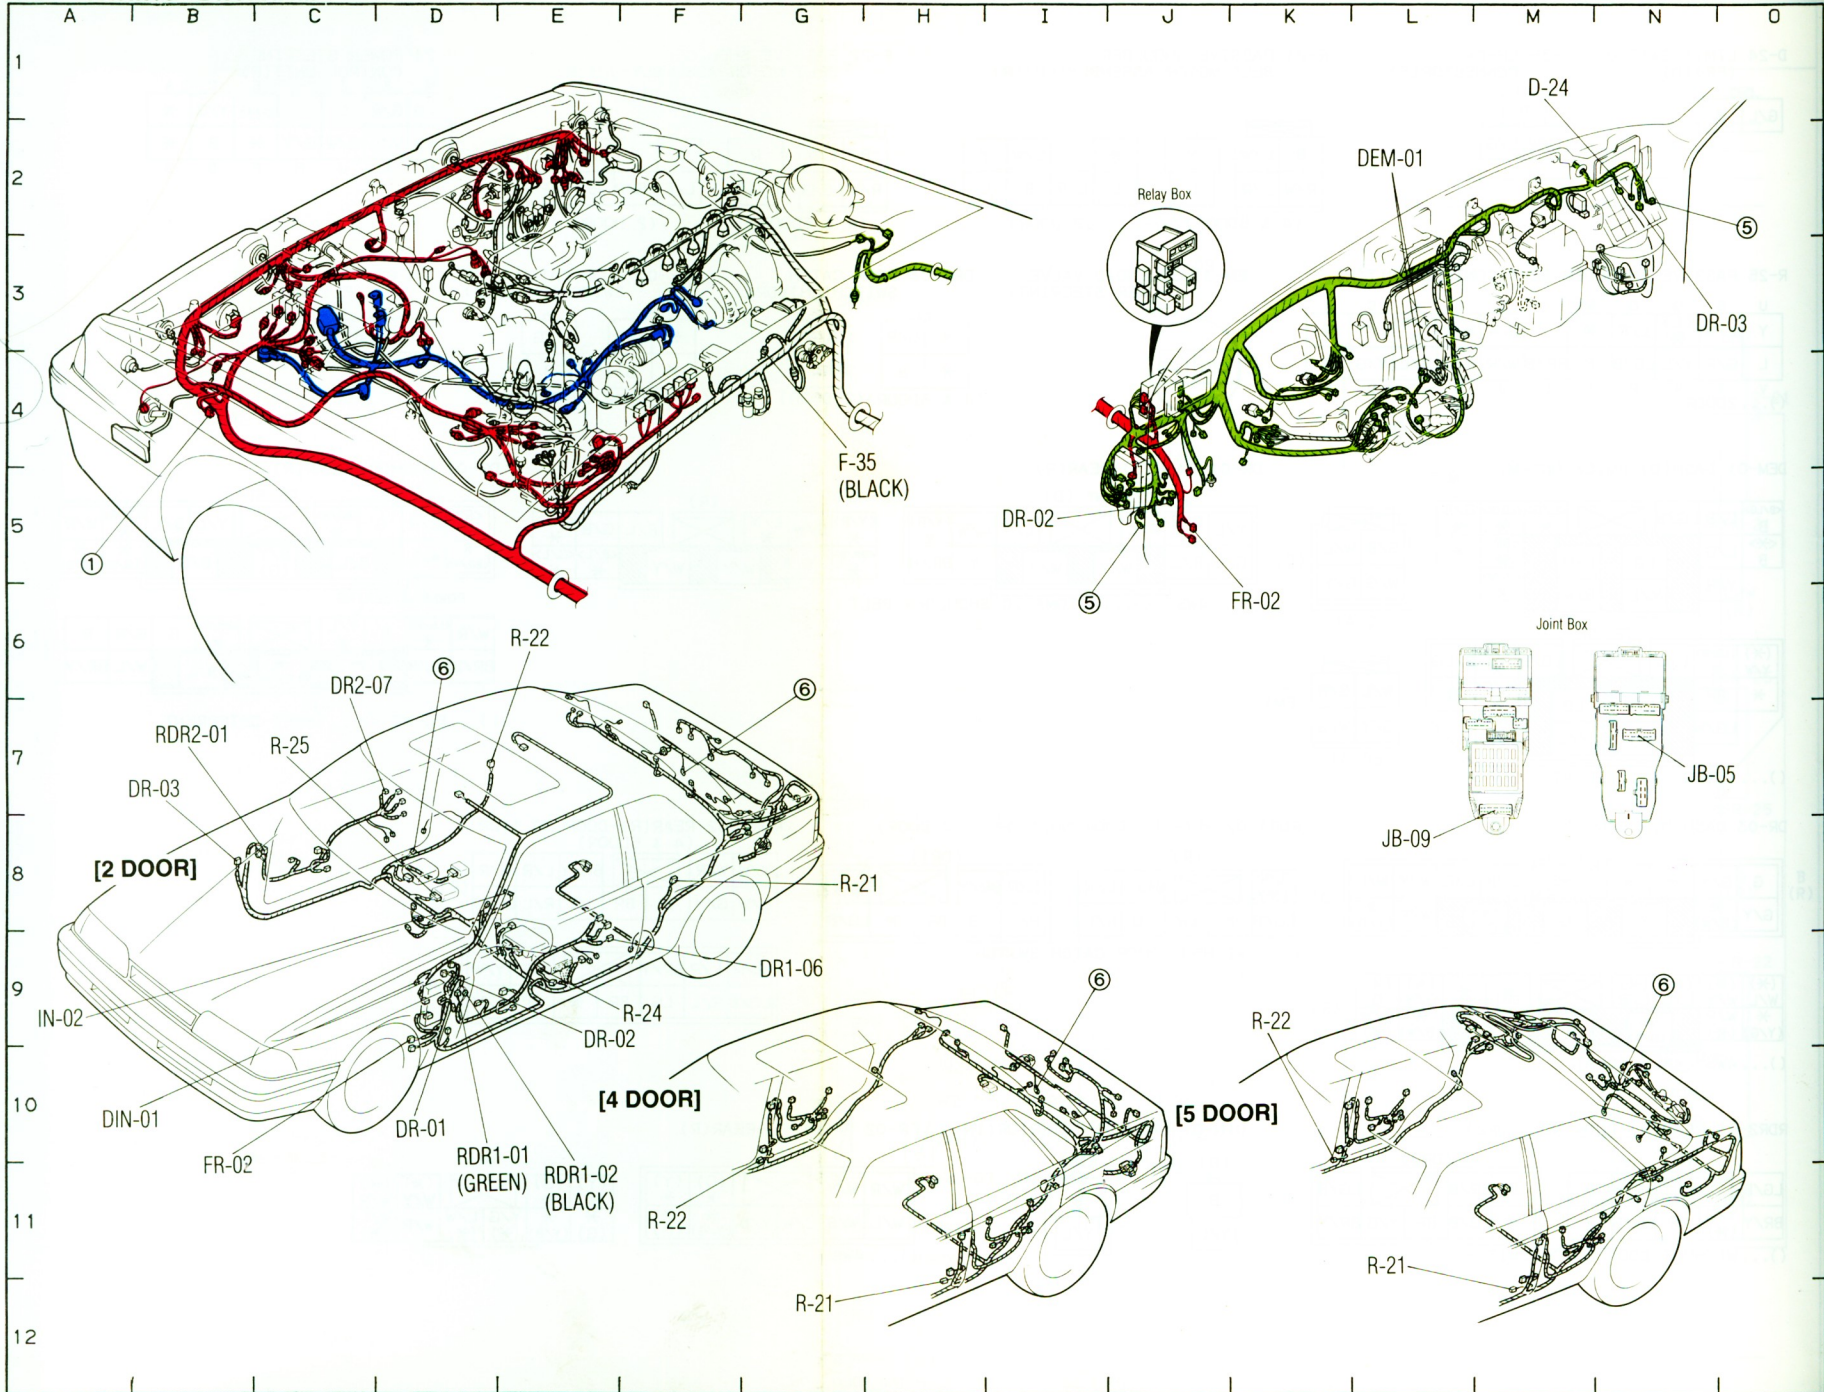 A B C D E F G H I J K L M N O
1
2
3
4
5
6
7
8
9
10
11
12
D-24
DEM-01
Relay Box
⑤
DR-03
F-35
(BLACK)
DR-02
①
⑤
FR-02
Joint Box
R-22
⑥
DR2-07
⑥
RDR2-01
R-25
DR-03
JB-05
JB-09
[2 DOOR]
R-21
DR1-06
R-24
IN-02
DR-02
⑥
⑥
R-22
[4 DOOR]
[5 DOOR]
DIN-01
DR-01
FR-02
RDR1-01
(GREEN)
RDR1-02
(BLACK)
R-22
R-21
R-21